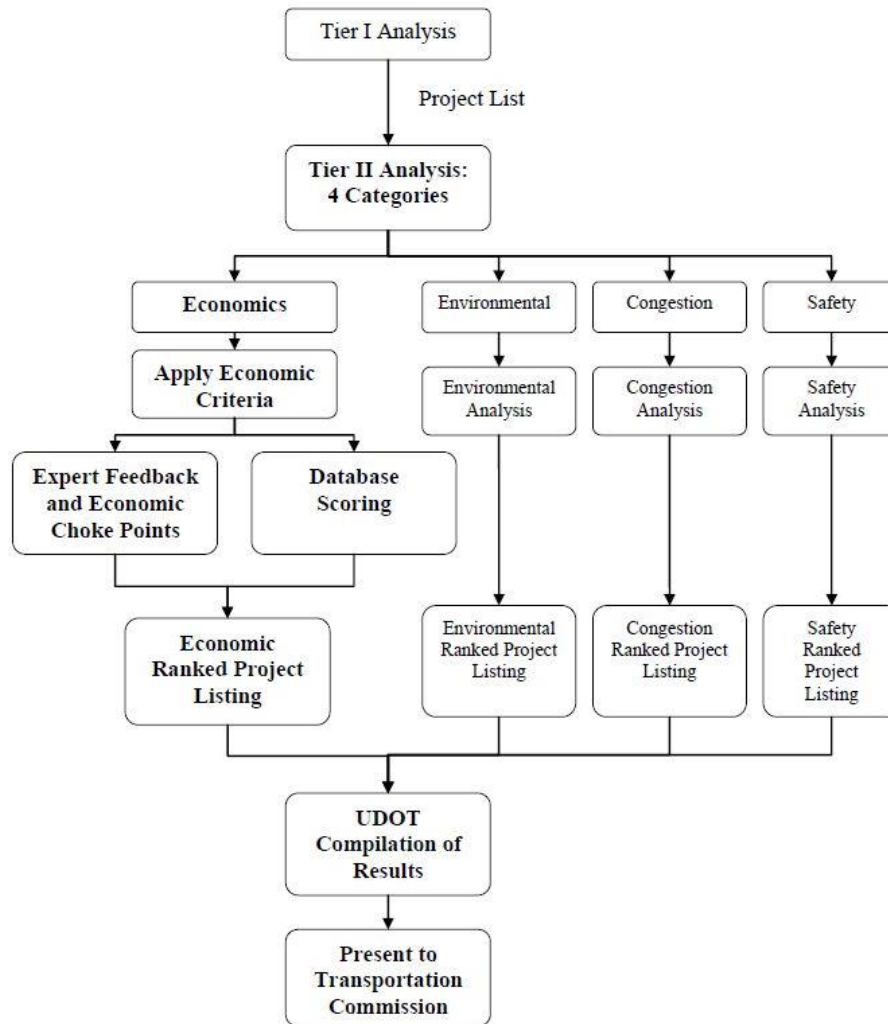 Tier I Analysis
Project List
Tier II Analysis:
4 Categories
Economics
Environmental
Congestion
Safety
Apply Economic
Criteria
Environmental
Analysis
Congestion
Analysis
Safety
Analysis
Expert Feedback
and Economic
Choke Points
Database
Scoring
Economic
Ranked Project
Listing
Environmental
Ranked Project
Listing
Congestion
Ranked Project
Listing
Safety
Ranked
Project
Listing
UDOT
Compilation of
Results
Present to
Transportation
Commission